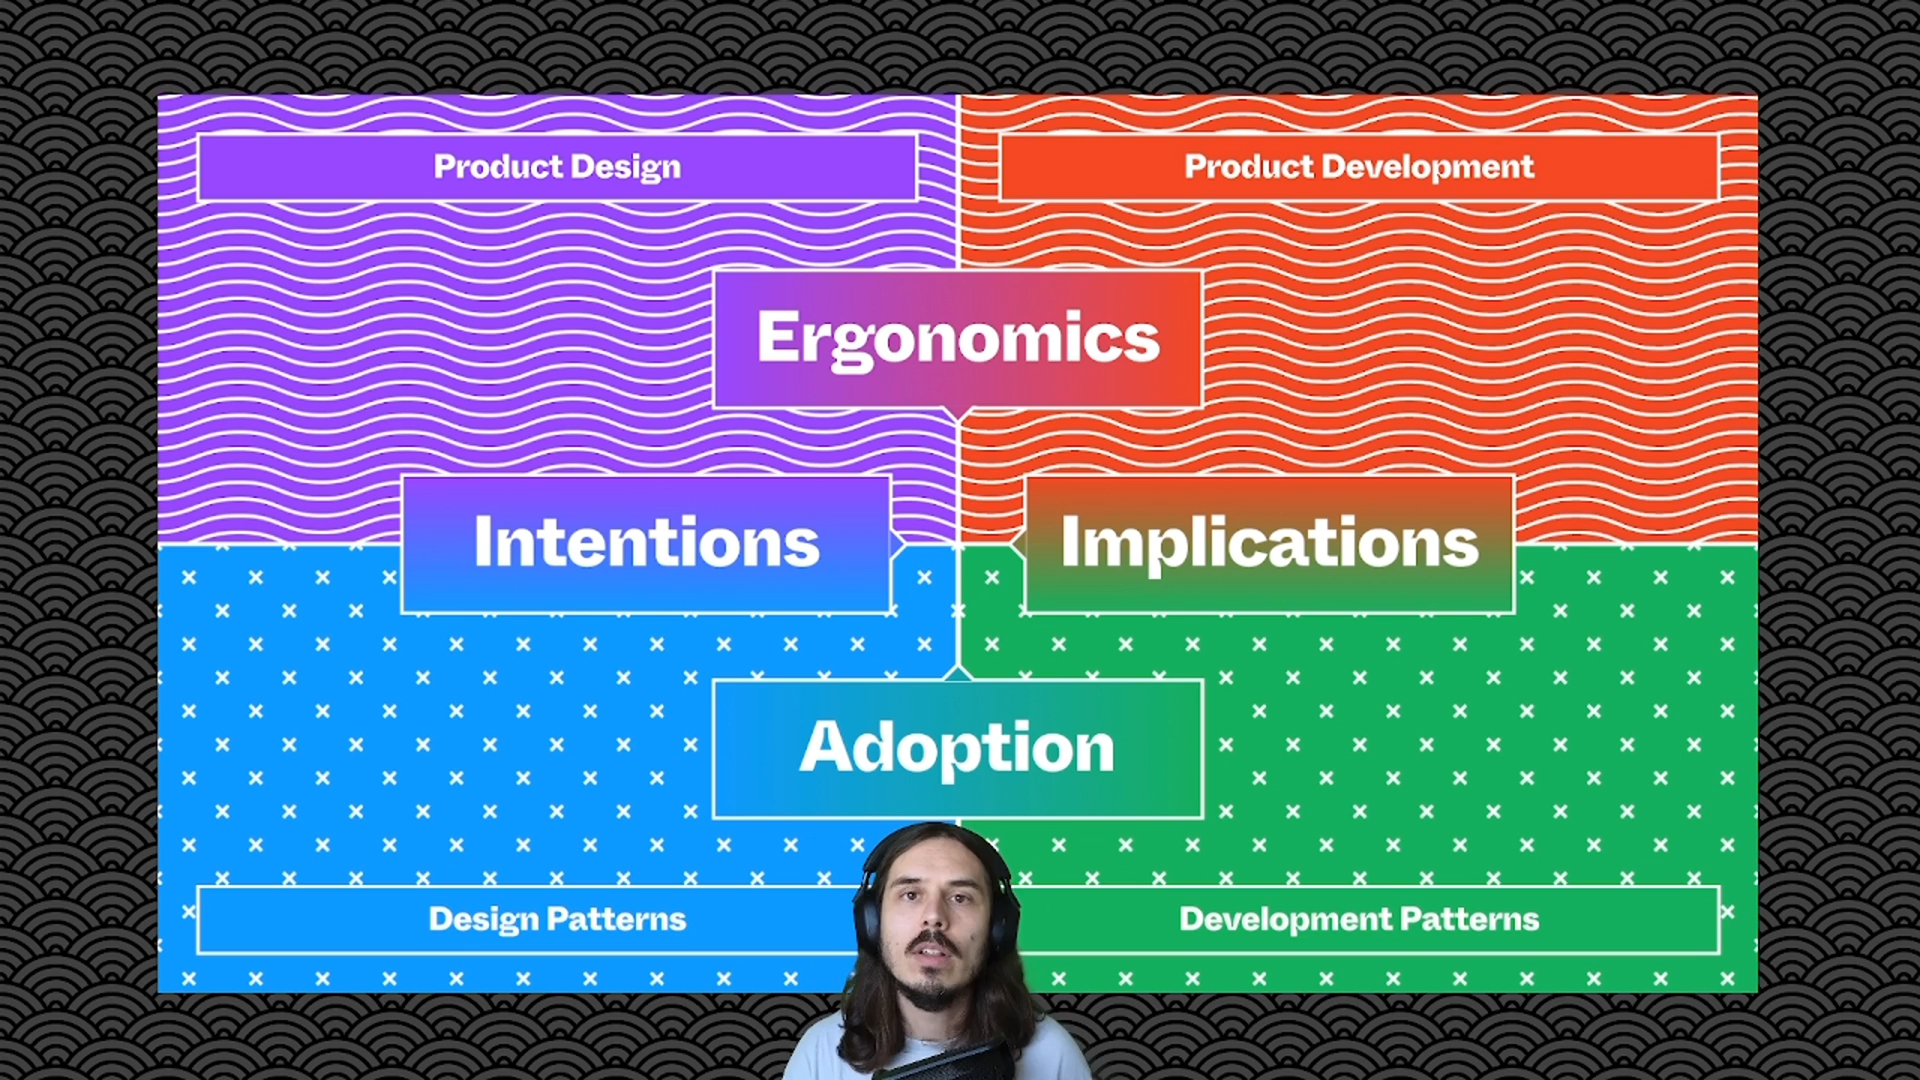 Product Design
Product Development
Ergonomics
Intentions
Implications
Adoption
Design Patterns
Development Patterns